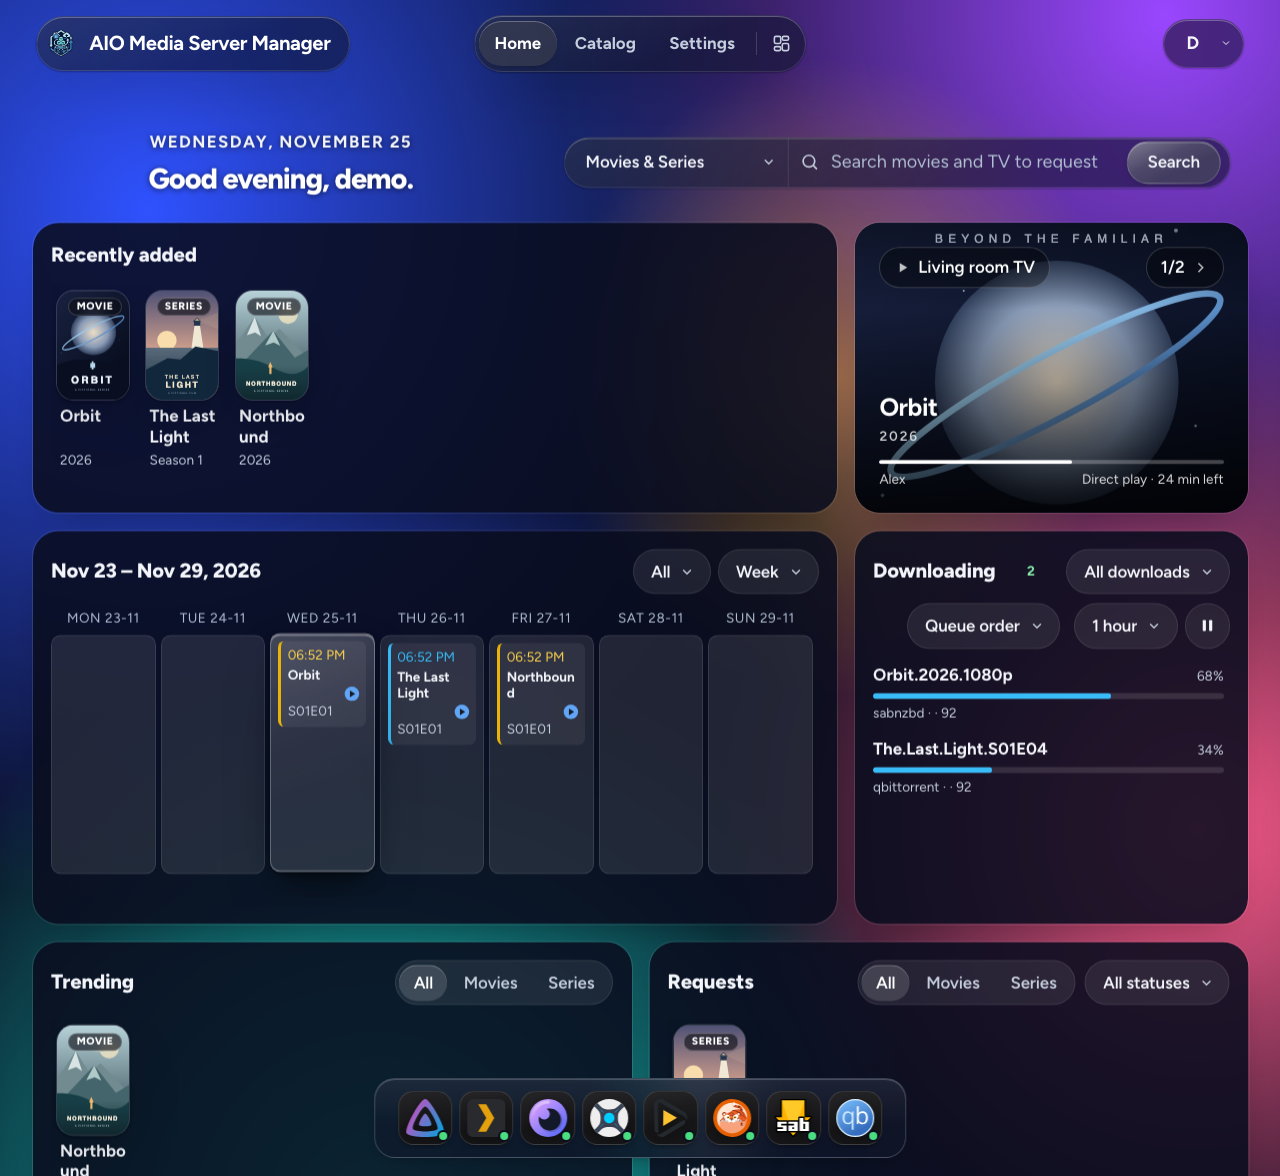 AIO Media Server Manager
Home
Catalog
Settings
D
WEDNESDAY, NOVEMBER 25
Good evening, demo.
Movies & Series
Search movies and TV to request
Search
Recently added
MOVIE
ORBIT
Orbit
2026
SERIES
THE LAST
LIGHT
The Last
Light
Season 1
MOVIE
NORTHBOUND
Northbo
und
2026
BEYOND THE FAMILIAR
Living room TV
1/2
Orbit
2026
Alex
Direct play · 24 min left
Nov 23 – Nov 29, 2026
All
Week
MON 23-11
TUE 24-11
WED 25-11
THU 26-11
FRI 27-11
SAT 28-11
SUN 29-11
06:52 PM
Orbit
S01E01
06:52 PM
The Last
Light
S01E01
06:52 PM
Northboun
d
S01E01
Downloading
2
All downloads
Queue order
1 hour
Orbit.2026.1080p
68%
sabnzbd · · 92
The.Last.Light.S01E04
34%
qbittorrent · · 92
Trending
All
Movies
Series
MOVIE
NORTHBOUND
Northbo
und
Requests
All
Movies
Series
All statuses
SERIES
Light
sab
qb